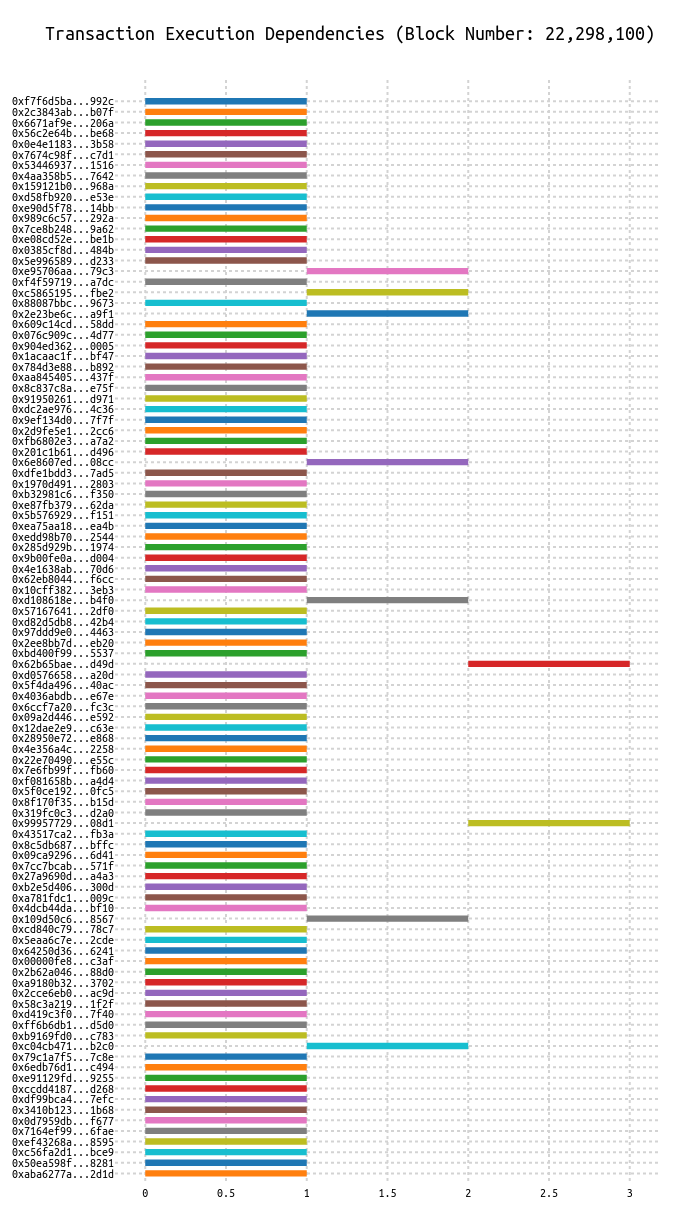 Transaction Execution Dependencies (Block Number: 22,298,100)
0xf7f6d5ba...992c
0x2c3843ab...b07f
0x6671af9e...206a
0x56c2e64b...be68
0x0e4e1183...3b58
0x7674c98f...c7d1
0x53446937...1516
0x4aa358b5...7642
0x159121b0...968a
0xd58fb920...e53e
0xe90d5f78...14bb
0x989c6c57...292a
0x7ce8b248...9a62
0xe08cd52e...be1b
0x0385cf8d...484b
0x5e996589...d233
0xe95706aa...79c3
0xf4f59719...a7dc
0xc5865195...fbe2
0x88087bbc...9673
0x2e23be6c...a9f1
0x609c14cd...58dd
0x076c909c...4d77
0x904ed362...0005
0x1acaac1f...bf47
0x784d3e88...b892
0xaa845405...437f
0x8c837c8a...e75f
0x91950261...d971
0xdc2ae976...4c36
0x9ef134d0...7f7f
0x2d9fe5e1...2cc6
0xfb6802e3...a7a2
0x201c1b61...d496
0x6e8607ed...08cc
0xdfe1bdd3...7ad5
0x1970d491...2803
0xb32981c6...f350
0xe87fb379...62da
0x5b576929...f151
0xea75aa18...ea4b
0xedd98b70...2544
0x285d929b...1974
0x9b00fe0a...d004
0x4e1638ab...70d6
0x62eb8044...f6cc
0x10cff382...3eb3
0xd108618e...b4f0
0x57167641...2df0
0xd82d5db8...42b4
0x97ddd9e0...4463
0x2ee8bb7d...eb20
0xbd400f99...5537
0x62b65bae...d49d
0xd0576658...a20d
0x5f4da496...40ac
0x4036abdb...e67e
0x6ccf7a20...fc3c
0x09a2d446...e592
0x12dae2e9...c63e
0x28950e72...e868
0x4e356a4c...2258
0x22e70490...e55c
0x7e6fb99f...fb60
0xf081658b...a4d4
0x5f0ce192...0fc5
0x8f170f35...b15d
0x319fc0c3...d2a0
0x99957729...08d1
0x43517ca2...fb3a
0x8c5db687...bffc
0x09ca9296...6d41
0x7cc7bcab...571f
0x27a9690d...a4a3
0xb2e5d406...300d
0xa781fdc1...009c
0x4dcb44da...bf10
0x109d50c6...8567
0xcd840c79...78c7
0x5eaa6c7e...2cde
0x64250d36...6241
0x00000fe8...c3af
0x2b62a046...88d0
0xa9180b32...3702
0x2cce6eb0...ac9d
0x58c3a219...1f2f
0xd419c3f0...7f40
0xff6b6db1...d5d0
0xb9169fd0...c783
0xc04cb471...b2c0
0x79c1a7f5...7c8e
0x6edb76d1...c494
0xe91129fd...9255
0xccdd4187...d268
0xdf99bca4...7efc
0x3410b123...1b68
0x0d7959db...f677
0x7164ef99...6fae
0xef43268a...8595
0xc56fa2d1...bce9
0x50ea598f...8281
0xaba6277a...2d1d
0 0.5 1 1.5 2 2.5 3